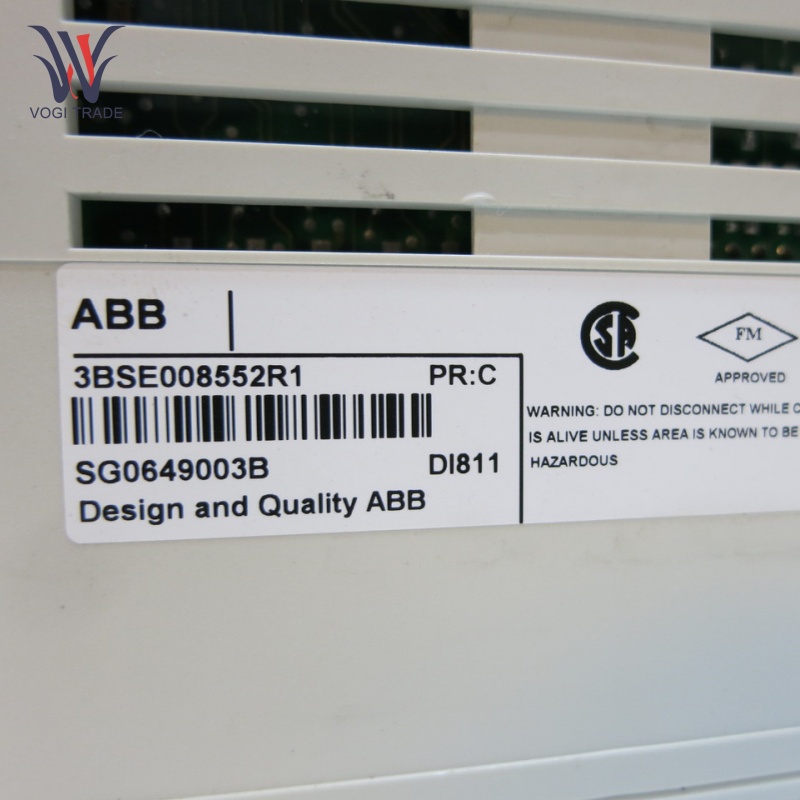 VOGI TRADE
ABB
3BSE008552R1 PR:C
SG0649003B DI811
Design and Quality ABB
FM
APPROVED
WARNING: DO NOT DISCONNECT WHILE C
IS ALIVE UNLESS AREA IS KNOWN TO BE
HAZARDOUS